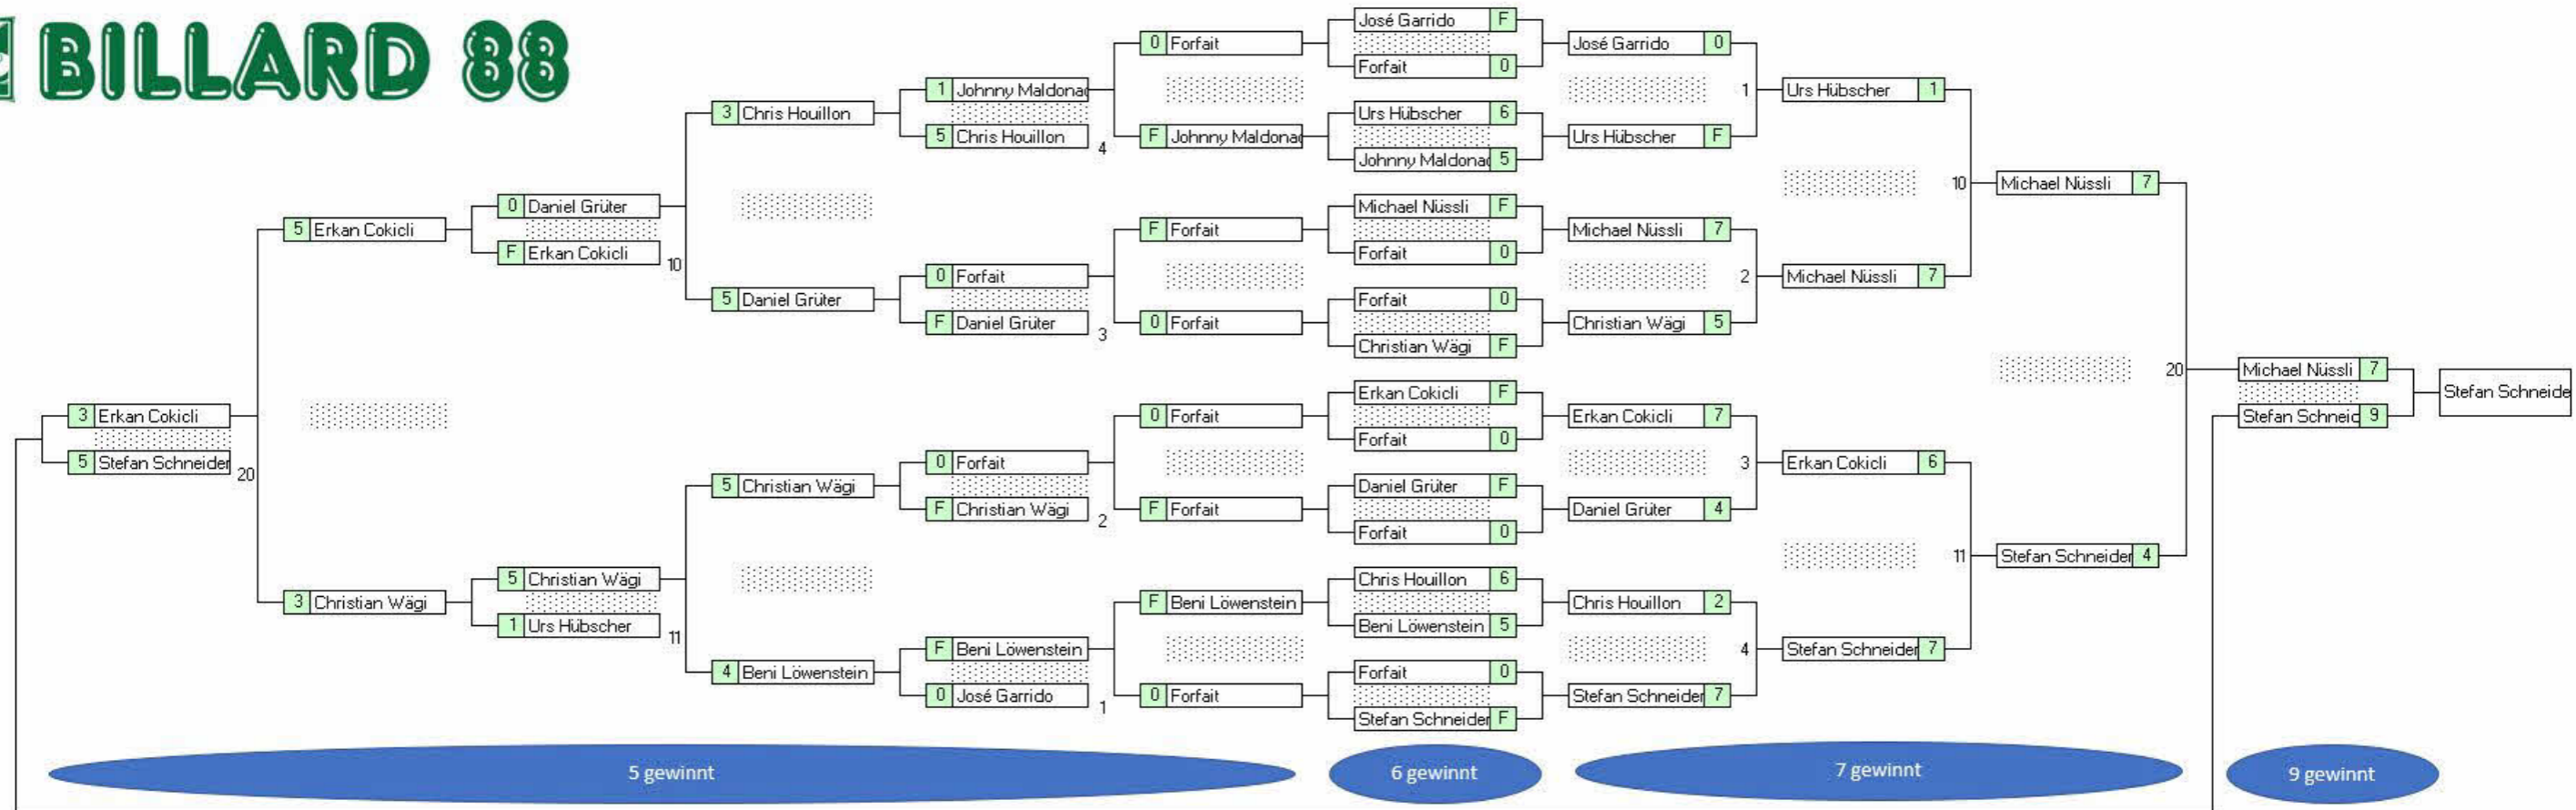 BILLARD 88
3 Erkan Cokicli
5 Stefan Schneider
20
5 Erkan Cokicli
3 Christian Wägi
0 Daniel Grüter
F Erkan Cokicli
10
5 Christian Wägi
1 Urs Hübscher
11
3 Chris Houillon
5 Daniel Grüter
5 Christian Wägi
4 Beni Löwenstein
1 Johnny Maldonad
5 Chris Houillon
4
0 Forfait
F Daniel Grüter
3
0 Forfait
F Christian Wägi
2
F Beni Löwenstein
0 José Garrido
1
0 Forfait
F Johnny Maldonad
F Forfait
0 Forfait
0 Forfait
F Forfait
F Beni Löwenstein
0 Forfait
José Garrido F
Forfait 0
Urs Hübscher 6
Johnny Maldonad 5
Michael Nüssli F
Forfait 0
Forfait 0
Christian Wägi F
Erkan Cokicli F
Forfait 0
Daniel Grüter F
Forfait 0
Chris Houillon 6
Beni Löwenstein 5
Forfait 0
Stefan Schneider F
José Garrido 0
1
Urs Hübscher F
Michael Nüssli 7
2
Christian Wägi 5
Erkan Cokicli 7
3
Daniel Grüter 4
Chris Houillon 2
4
Stefan Schneider 7
Urs Hübscher 1
10
Michael Nüssli 7
Erkan Cokicli 6
11
Stefan Schneider 7
Michael Nüssli 7
20
Stefan Schneider 4
Michael Nüssli 7
Stefan Schneid 9
Stefan Schneide
5 gewinnt
6 gewinnt
7 gewinnt
9 gewinnt